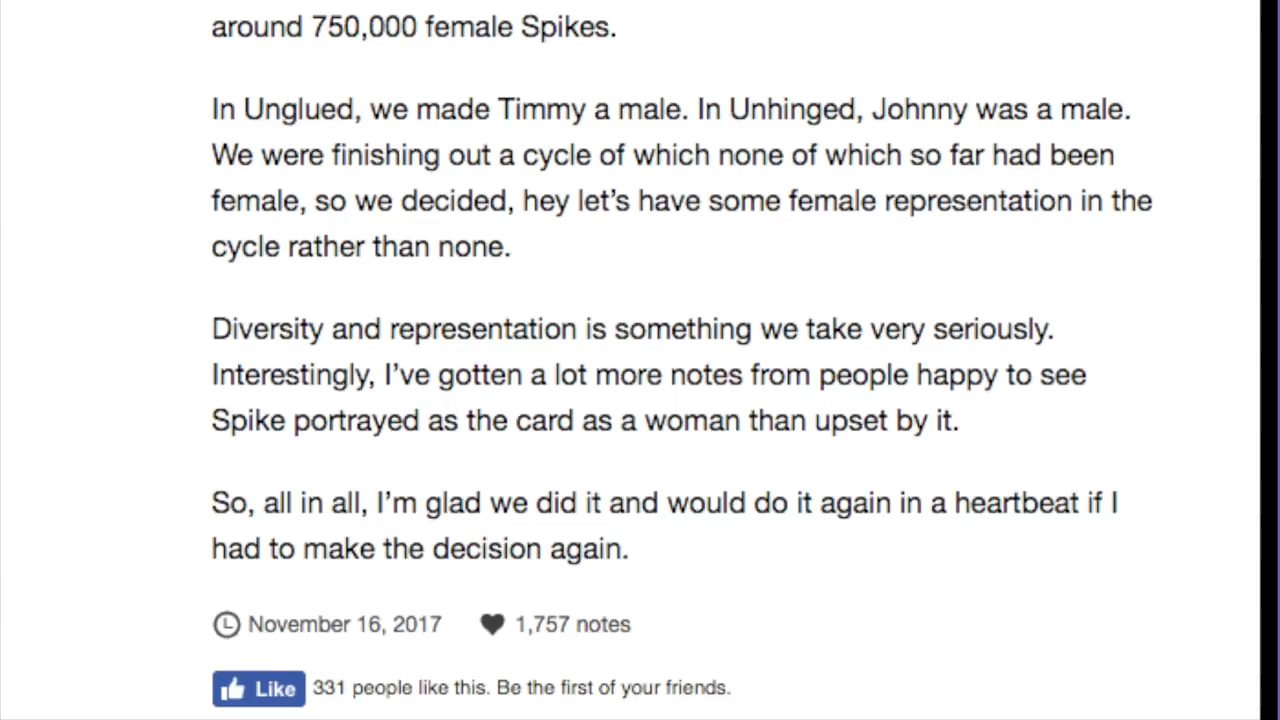 around 750,000 female Spikes.
In Unglued, we made Timmy a male. In Unhinged, Johnny was a male.
We were finishing out a cycle of which none of which so far had been
female, so we decided, hey let’s have some female representation in the
cycle rather than none.
Diversity and representation is something we take very seriously.
Interestingly, I’ve gotten a lot more notes from people happy to see
Spike portrayed as the card as a woman than upset by it.
So, all in all, I’m glad we did it and would do it again in a heartbeat if I
had to make the decision again.
November 16, 2017 1,757 notes
Like 331 people like this. Be the first of your friends.